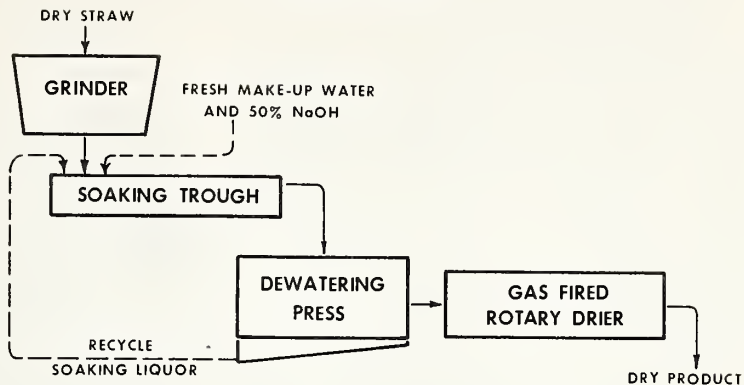 DRY STRAW
GRINDER
FRESH MAKE-UP WATER
AND 50% NaOH
SOAKING TROUGH
DEWATERING
PRESS
GAS FIRED
ROTARY DRIER
RECYCLE
SOAKING LIQUOR
DRY PRODUCT